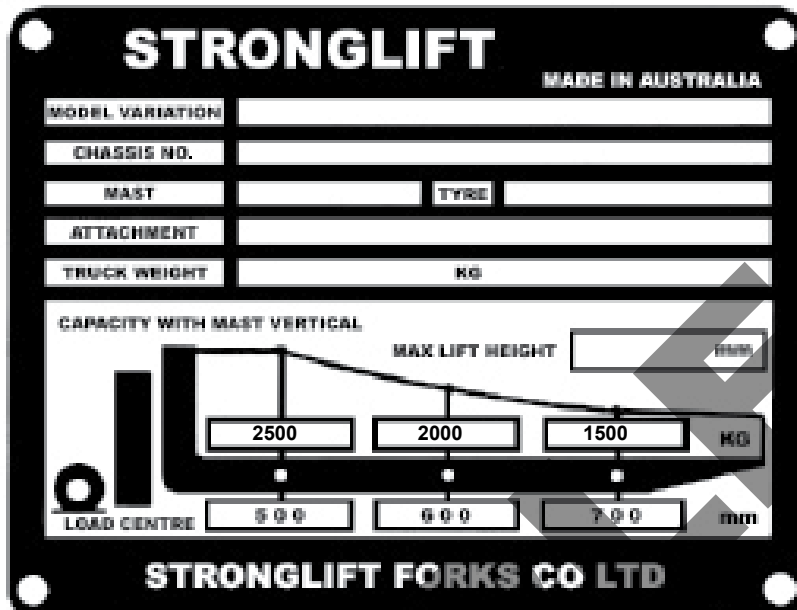 STRONGLIFT
MADE IN AUSTRALIA
MODEL VARIATION
CHASSIS NO.
MAST TYRE
ATTACHMENT
TRUCK WEIGHT KG
CAPACITY WITH MAST VERTICAL
MAX LIFT HEIGHT mm
2500 2000 1500 KG
LOAD CENTRE 500 600 700 mm
STRONGLIFT FORKS CO LTD